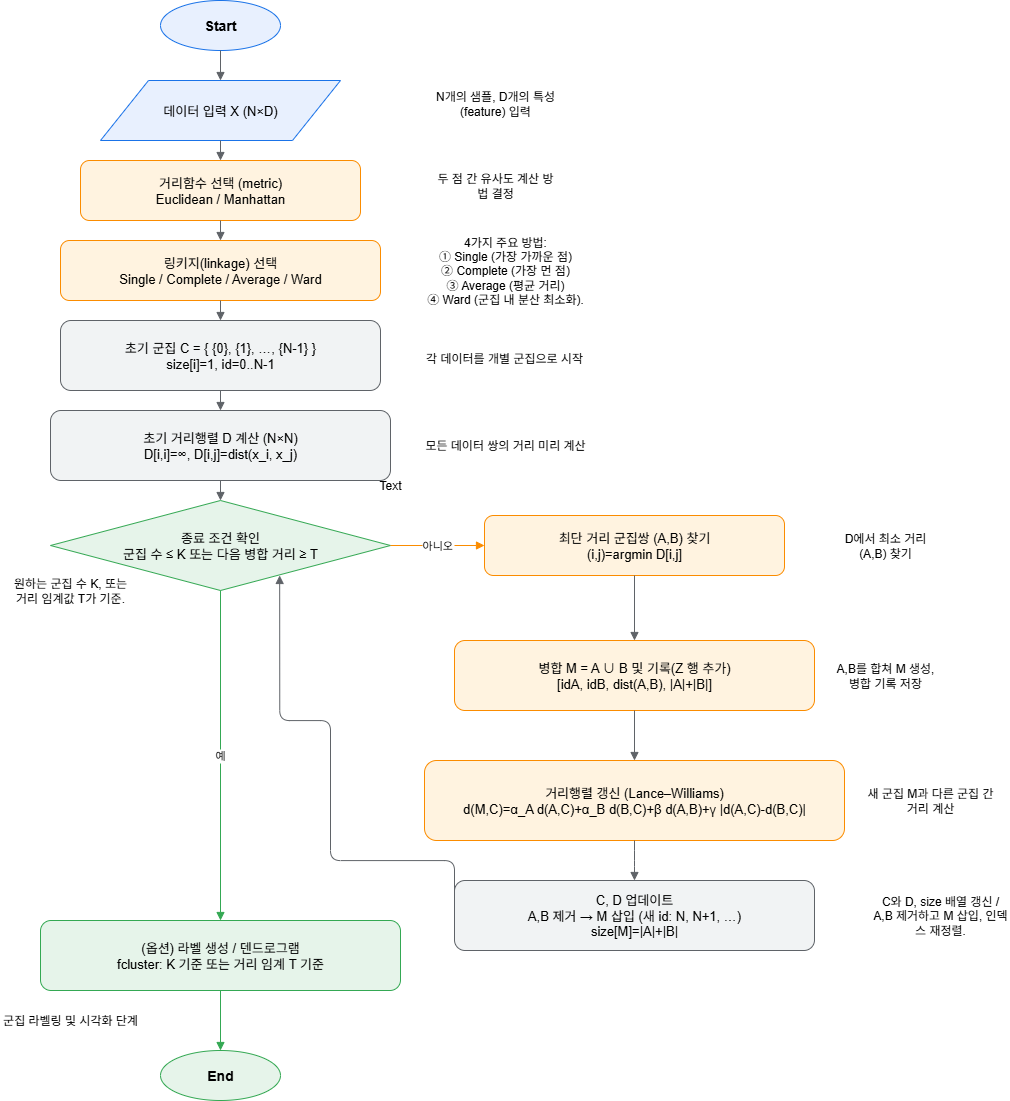 Start
데이터 입력 X (N×D)
N개의 샘플, D개의 특성
(feature) 입력
거리함수 선택 (metric)
Euclidean / Manhattan
두 점 간 유사도 계산 방
법 결정
링키지(linkage) 선택
Single / Complete / Average / Ward
4가지 주요 방법:
① Single (가장 가까운 점)
② Complete (가장 먼 점)
③ Average (평균 거리)
④ Ward (군집 내 분산 최소화).
초기 군집 C = { {0}, {1}, …, {N-1} }
size[i]=1, id=0..N-1
각 데이터를 개별 군집으로 시작
초기 거리행렬 D 계산 (N×N)
D[i,i]=∞, D[i,j]=dist(x_i, x_j)
모든 데이터 쌍의 거리 미리 계산
Text
종료 조건 확인
군집 수 ≤ K 또는 다음 병합 거리 ≥ T
원하는 군집 수 K, 또는
거리 임계값 T가 기준.
아니오
최단 거리 군집쌍 (A,B) 찾기
(i,j)=argmin D[i,j]
D에서 최소 거리
(A,B) 찾기
병합 M = A ∪ B 및 기록(Z 행 추가)
[idA, idB, dist(A,B), |A|+|B|]
A,B를 합쳐 M 생성,
병합 기록 저장
거리행렬 갱신 (Lance–Williams)
d(M,C)=α_A d(A,C)+α_B d(B,C)+β d(A,B)+γ |d(A,C)-d(B,C)|
새 군집 M과 다른 군집 간
거리 계산
C, D 업데이트
A,B 제거 → M 삽입 (새 id: N, N+1, …)
size[M]=|A|+|B|
C와 D, size 배열 갱신 /
A,B 제거하고 M 삽입, 인덱
스 재정렬.
예
(옵션) 라벨 생성 / 덴드로그램
fcluster: K 기준 또는 거리 임계 T 기준
군집 라벨링 및 시각화 단계
End